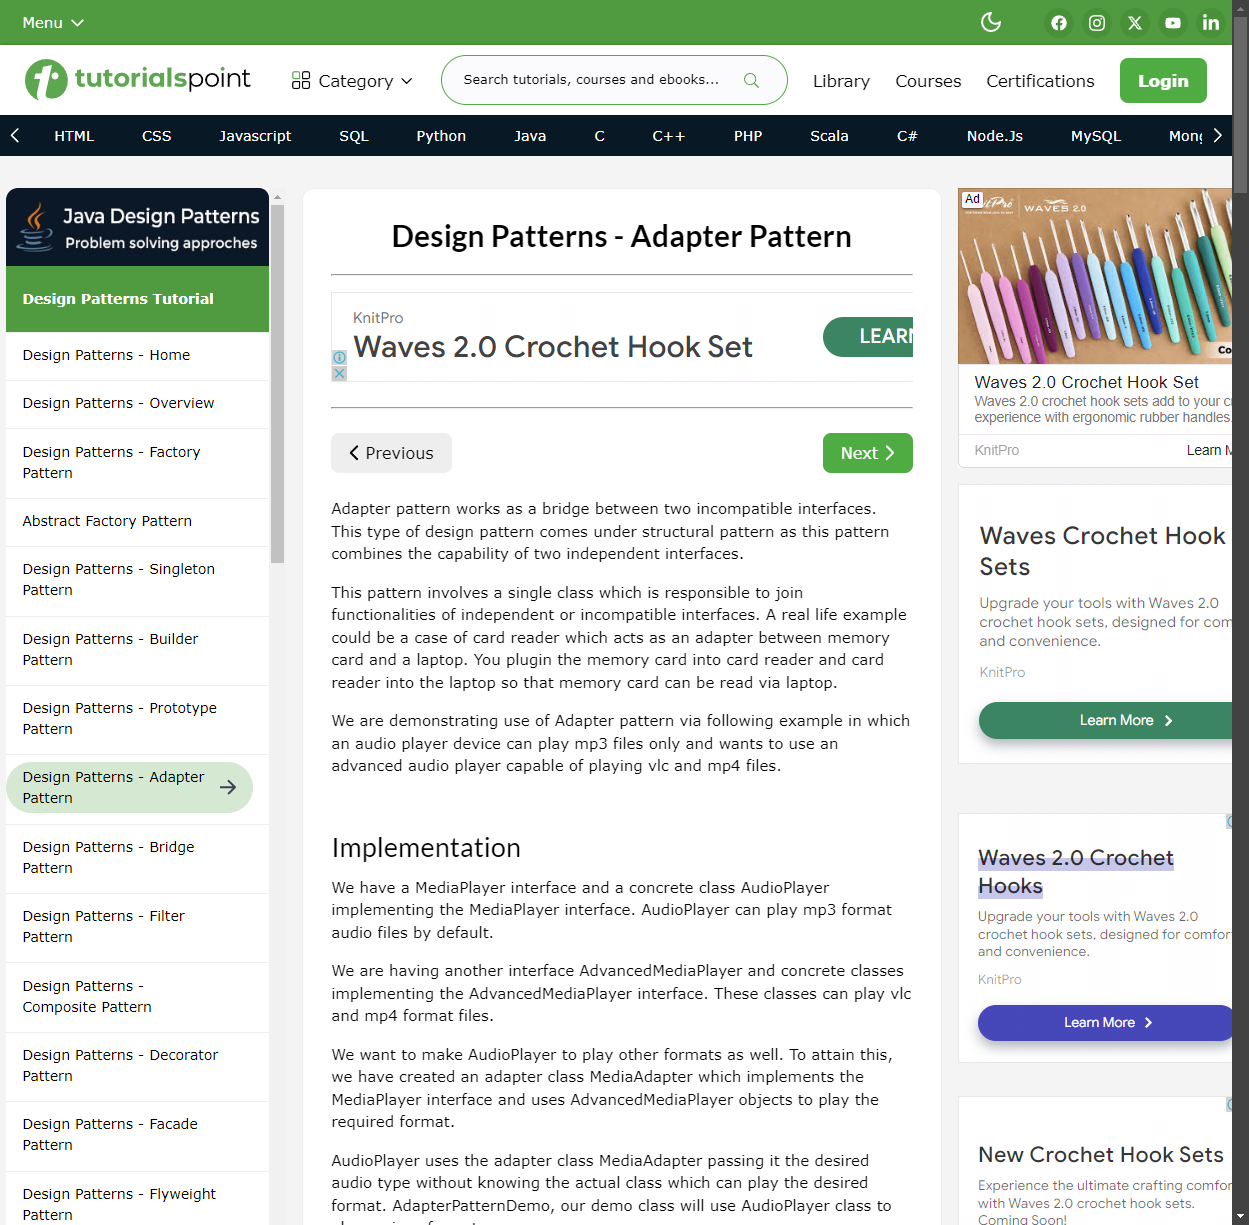 Menu
tutorialspoint
Category
Search tutorials, courses and ebooks...
Library
Courses
Certifications
Login
HTML
CSS
Javascript
SQL
Python
Java
C
C++
PHP
Scala
C#
Node.Js
MySQL
Mong
Java Design Patterns
Problem solving approches
Design Patterns Tutorial
Design Patterns - Home
Design Patterns - Overview
Design Patterns - Factory
Pattern
Abstract Factory Pattern
Design Patterns - Singleton
Pattern
Design Patterns - Builder
Pattern
Design Patterns - Prototype
Pattern
Design Patterns - Adapter
Pattern
Design Patterns - Bridge
Pattern
Design Patterns - Filter
Pattern
Design Patterns -
Composite Pattern
Design Patterns - Decorator
Pattern
Design Patterns - Facade
Pattern
Design Patterns - Flyweight
Pattern
Design Patterns - Adapter Pattern
KnitPro
Waves 2.0 Crochet Hook Set
LEARN
Previous
Next
Adapter pattern works as a bridge between two incompatible interfaces.
This type of design pattern comes under structural pattern as this pattern
combines the capability of two independent interfaces.
This pattern involves a single class which is responsible to join
functionalities of independent or incompatible interfaces. A real life example
could be a case of card reader which acts as an adapter between memory
card and a laptop. You plugin the memory card into card reader and card
reader into the laptop so that memory card can be read via laptop.
We are demonstrating use of Adapter pattern via following example in which
an audio player device can play mp3 files only and wants to use an
advanced audio player capable of playing vlc and mp4 files.
Implementation
We have a MediaPlayer interface and a concrete class AudioPlayer
implementing the MediaPlayer interface. AudioPlayer can play mp3 format
audio files by default.
We are having another interface AdvancedMediaPlayer and concrete classes
implementing the AdvancedMediaPlayer interface. These classes can play vlc
and mp4 format files.
We want to make AudioPlayer to play other formats as well. To attain this,
we have created an adapter class MediaAdapter which implements the
MediaPlayer interface and uses AdvancedMediaPlayer objects to play the
required format.
AudioPlayer uses the adapter class MediaAdapter passing it the desired
audio type without knowing the actual class which can play the desired
format. AdapterPatternDemo, our demo class will use AudioPlayer class to
Ad
WAVES 2.0
Co
Waves 2.0 Crochet Hook Set
Waves 2.0 crochet hook sets add to your c
experience with ergonomic rubber handles.
KnitPro
Learn M
Waves Crochet Hook
Sets
Upgrade your tools with Waves 2.0
crochet hook sets, designed for com
and convenience.
KnitPro
Learn More
Waves 2.0 Crochet
Hooks
Upgrade your tools with Waves 2.0
crochet hook sets, designed for comfor
and convenience.
KnitPro
Learn More
New Crochet Hook Sets
Experience the ultimate crafting comfor
with Waves 2.0 crochet hook sets.
Coming Soon!